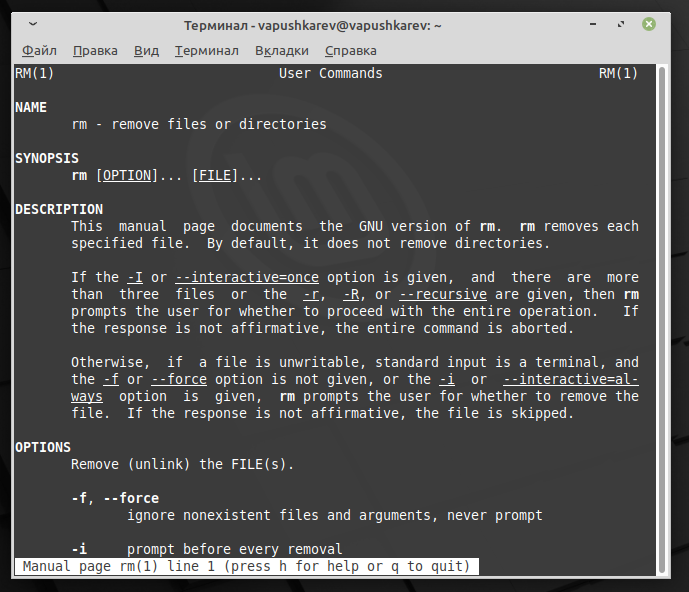 Терминал - vapushkarev@vapushkarev: ~
Файл Правка Вид Терминал Вкладки Справка
RM(1) User Commands RM(1)
NAME
rm - remove files or directories
SYNOPSIS
rm [OPTION]... [FILE]...
DESCRIPTION
This manual page documents the GNU version of rm. rm removes each
specified file. By default, it does not remove directories.
If the -I or --interactive=once option is given, and there are more
than three files or the -r, -R, or --recursive are given, then rm
prompts the user for whether to proceed with the entire operation. If
the response is not affirmative, the entire command is aborted.
Otherwise, if a file is unwritable, standard input is a terminal, and
the -f or --force option is not given, or the -i or --interactive=al-
ways option is given, rm prompts the user for whether to remove the
file. If the response is not affirmative, the file is skipped.
OPTIONS
Remove (unlink) the FILE(s).
-f, --force
ignore nonexistent files and arguments, never prompt
-i prompt before every removal
Manual page rm(1) line 1 (press h for help or q to quit)